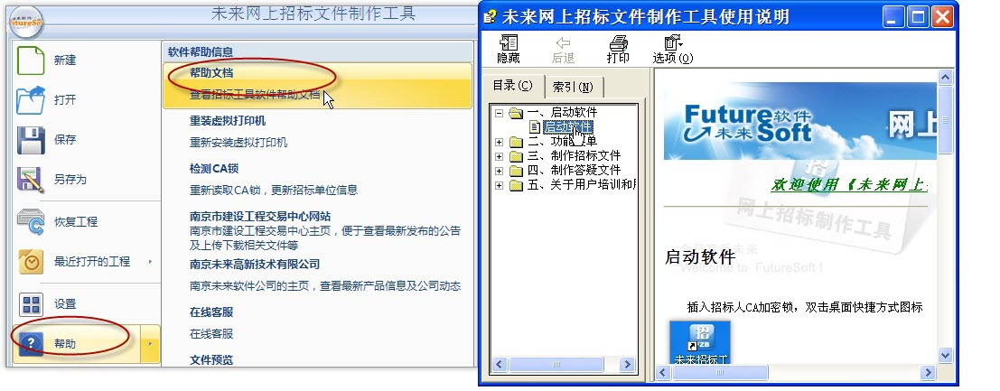 未来软件
FutureSoft
未来网上招标文件制作工具
新建
打开
保存
另存为
恢复工程
最近打开的工程
设置
帮助
软件帮助信息
帮助文档
查看招标工具软件帮助文档
重装虚拟打印机
重新安装虚拟打印机
检测CA锁
重新读取CA锁，更新招标单位信息
南京市建设工程交易中心网站
南京市建设工程交易中心主页，便于查看最新发布的公告
及上传下载相关文件等
南京未来高新技术有限公司
南京未来软件公司的主页，查看最新产品信息及公司动态
在线客服
在线客服
文件预览
未来网上招标文件制作工具使用说明
隐藏
后退
打印
选项(O)
目录(C)
索引(N)
一、启动软件
启动软件
二、功能菜单
三、制作招标文件
四、制作答疑文件
五、关于用户培训和
Future软件
未来Soft
网上
招
欢迎使用《未来网上
网上招标制作工具
未来
启动软件
Welcome to FutureSoft !
插入招标人CA加密锁，双击桌面快捷方式图标
招
ZB
未来招标工